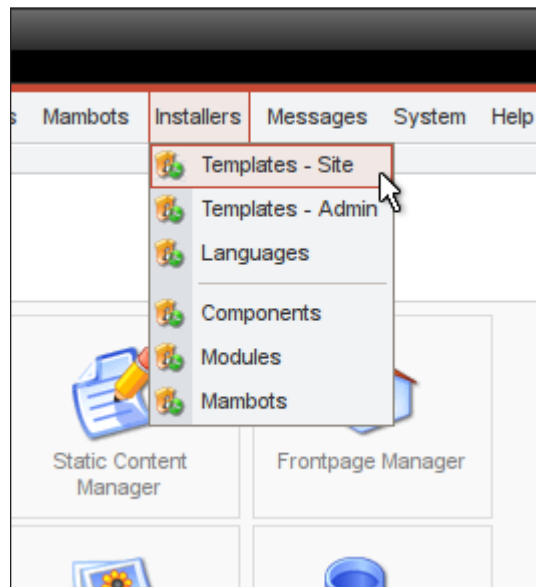 Mambots Installers Messages System Help
Templates - Site
Templates - Admin
Languages
Components
Modules
Mambots
Static Content
Manager
Frontpage Manager